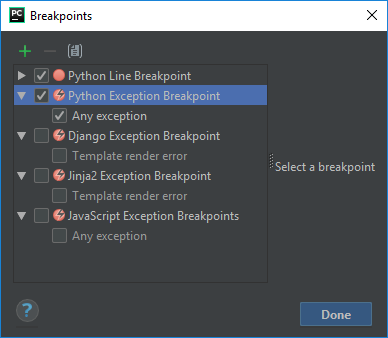 PC Breakpoints
Python Line Breakpoint
Python Exception Breakpoint
Any exception
Django Exception Breakpoint
Template render error
Select a breakpoint
Jinja2 Exception Breakpoint
Template render error
JavaScript Exception Breakpoints
Any exception
? Done